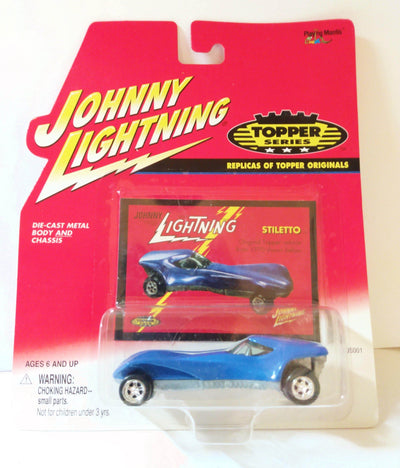 Playing Mantis
JOHNNY
LIGHTNING
TOPPER
SERIES
REPLICAS OF TOPPER ORIGINALS
DIE-CAST METAL
BODY AND
CHASSIS
JOHNNY
LIGHTNING
STILETTO
AGES 6 AND UP
WARNING:
CHOKING HAZARD—
small parts.
Not for children under 3 yrs.